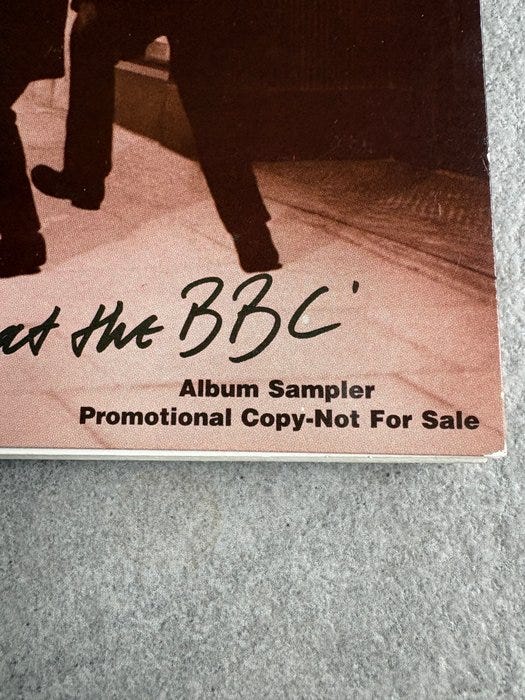 at the BBC'
Album Sampler
Promotional Copy-Not For Sale